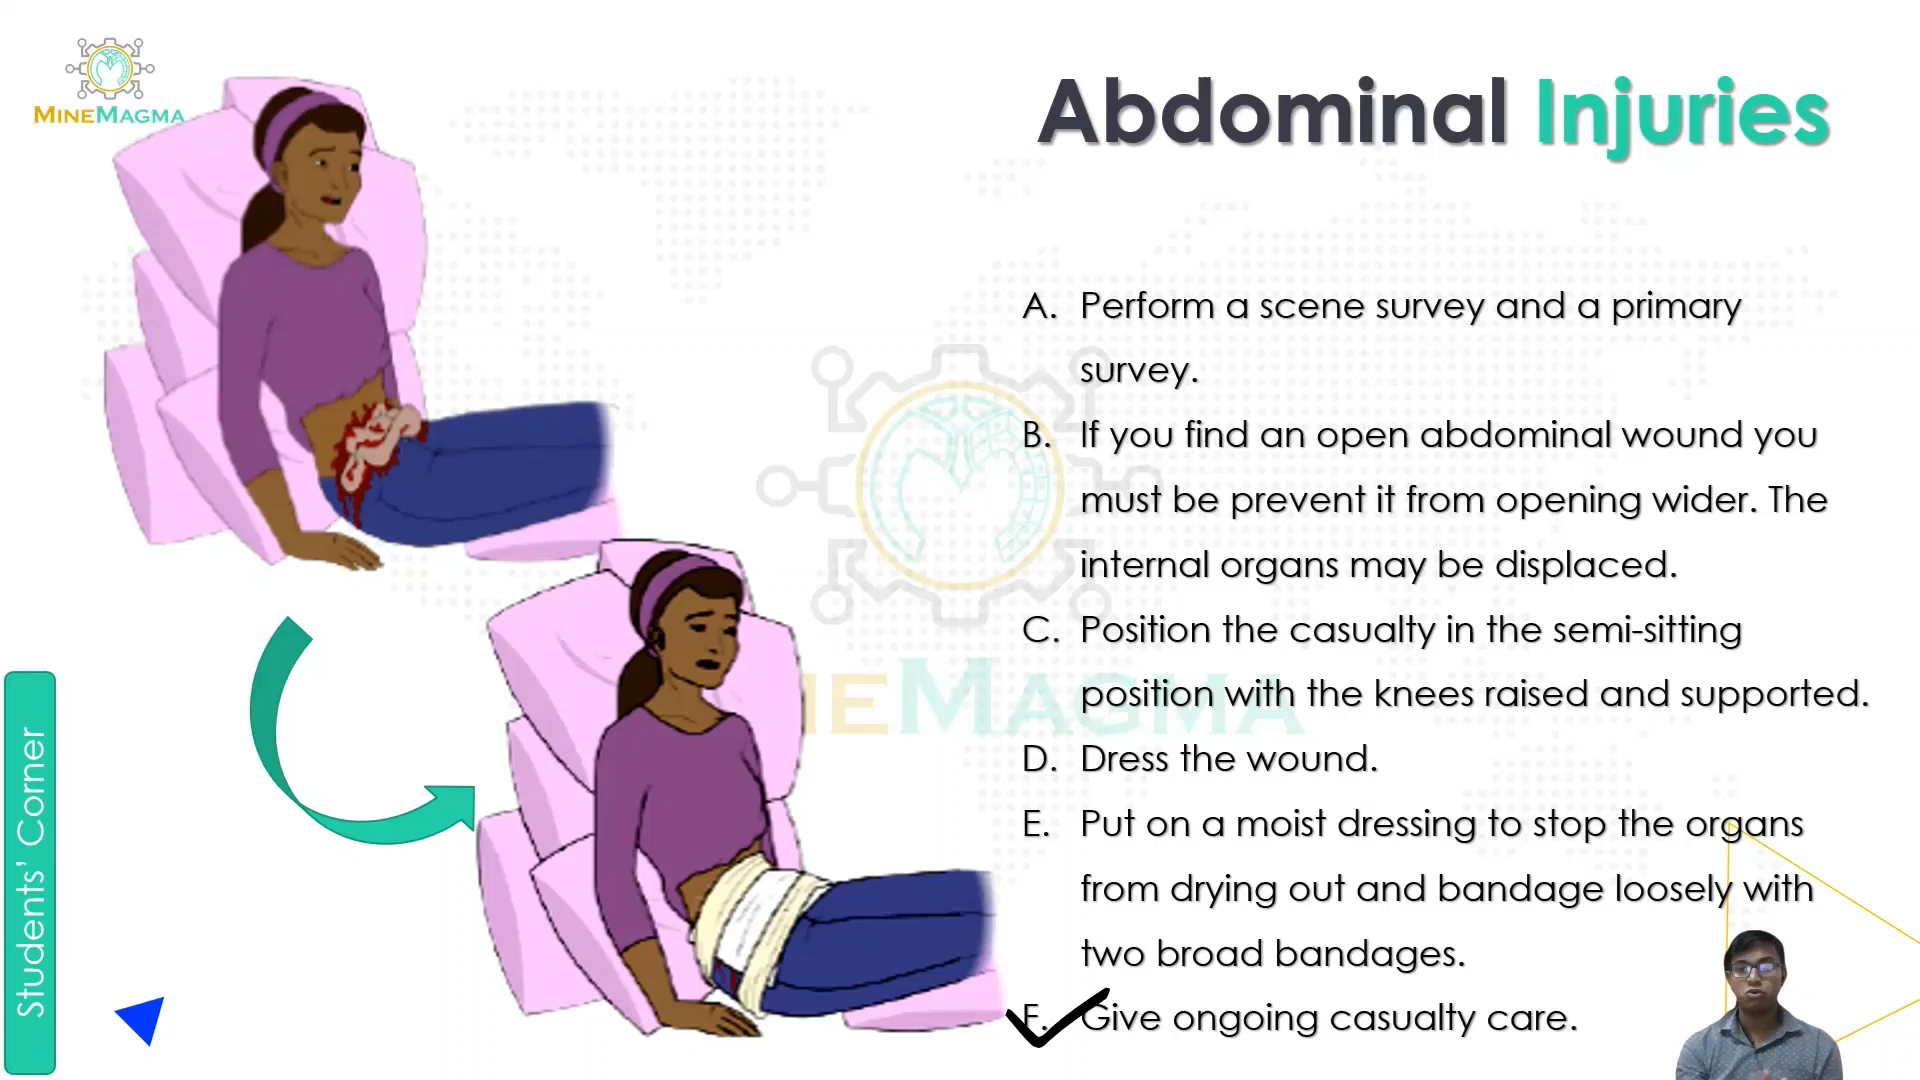 MINEMAGMA
Abdominal Injuries
A. Perform a scene survey and a primary
survey.
B. If you find an open abdominal wound you
must be prevent it from opening wider. The
internal organs may be displaced.
C. Position the casualty in the semi-sitting
position with the knees raised and supported.
D. Dress the wound.
E. Put on a moist dressing to stop the organs
from drying out and bandage loosely with
two broad bandages.
F. Give ongoing casualty care.
Students' Corner
IEMAGMA